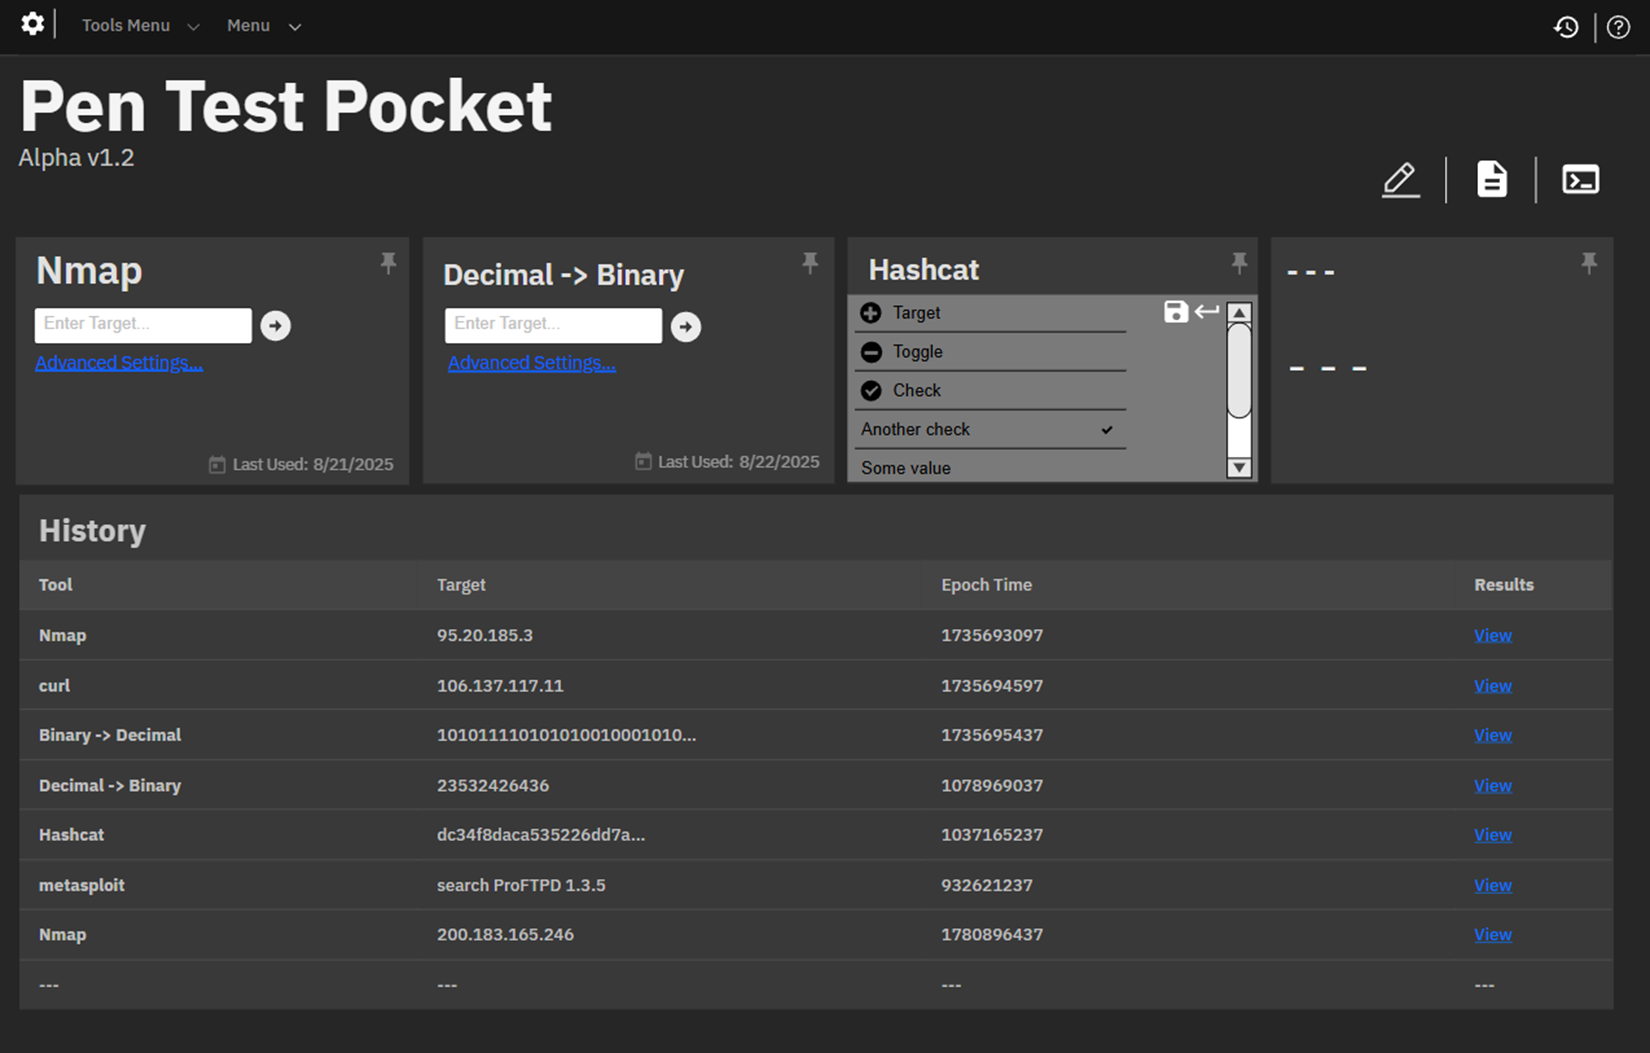 Tools Menu Menu
Pen Test Pocket
Alpha v1.2
Nmap
Enter Target...
Advanced Settings...
Last Used: 8/21/2025
Decimal -> Binary
Enter Target...
Advanced Settings...
Last Used: 8/22/2025
Hashcat
Target
Toggle
Check
Another check
Some value
---
---
History
Tool Target Epoch Time Results
Nmap 95.20.185.3 1735693097 View
curl 106.137.117.11 1735694597 View
Binary -> Decimal 101011110101010010001010... 1735695437 View
Decimal -> Binary 23532426436 1078969037 View
Hashcat dc34f8daca535226dd7a... 1037165237 View
metasploit search ProFTPD 1.3.5 932621237 View
Nmap 200.183.165.246 1780896437 View
--- --- --- ---